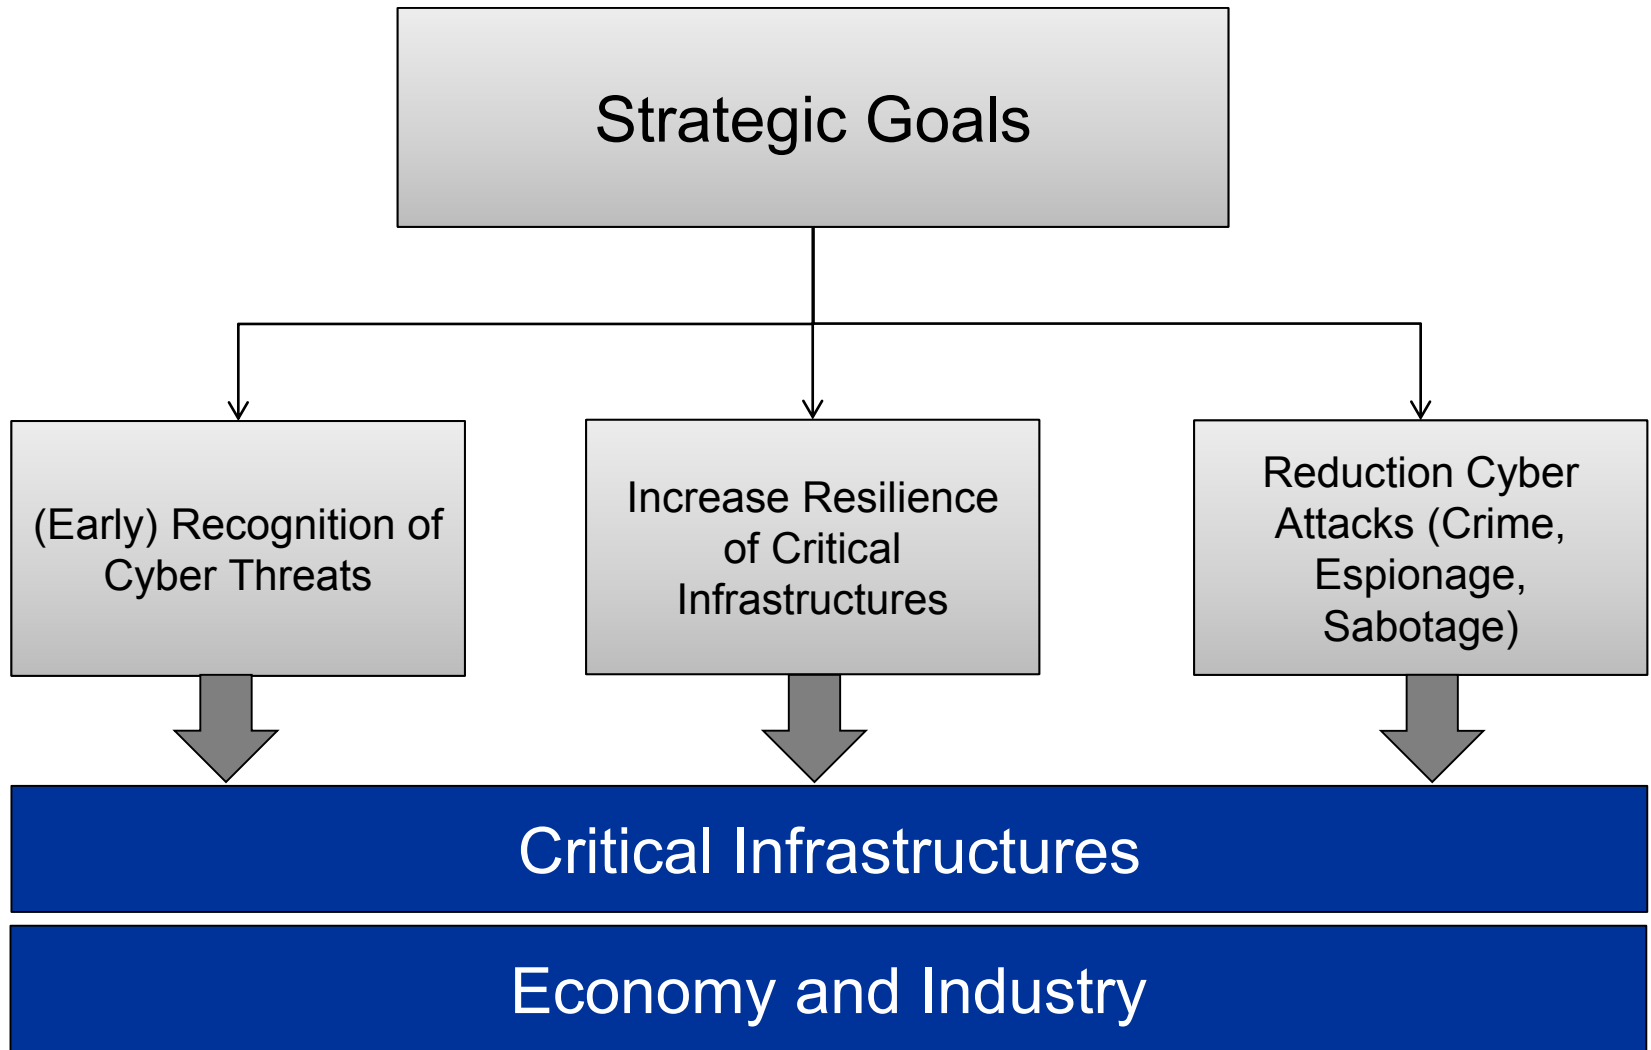 Strategic Goals
(Early) Recognition of
Cyber Threats
Increase Resilience
of Critical
Infrastructures
Reduction Cyber
Attacks (Crime,
Espionage,
Sabotage)
Critical Infrastructures
Economy and Industry